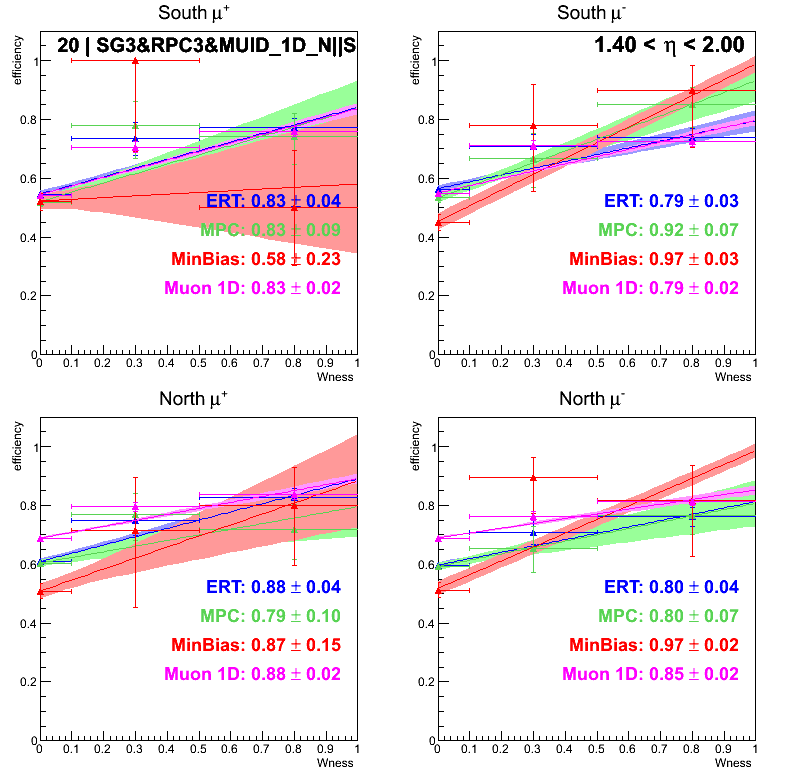 South μ+
efficiency
20 | SG3&RPC3&MUID_1D_N||S
1
0.8
0.6
0.4
0.2
0
ERT: 0.83 ± 0.04
MPC: 0.83 ± 0.09
MinBias: 0.58 ± 0.23
Muon 1D: 0.83 ± 0.02
0 0.1 0.2 0.3 0.4 0.5 0.6 0.7 0.8 0.9 1
Wness
South μ-
efficiency
1.40 < η < 2.00
1
0.8
0.6
0.4
0.2
0
ERT: 0.79 ± 0.03
MPC: 0.92 ± 0.07
MinBias: 0.97 ± 0.03
Muon 1D: 0.79 ± 0.02
0 0.1 0.2 0.3 0.4 0.5 0.6 0.7 0.8 0.9 1
Wness
North μ+
efficiency
1
0.8
0.6
0.4
0.2
0
ERT: 0.88 ± 0.04
MPC: 0.79 ± 0.10
MinBias: 0.87 ± 0.15
Muon 1D: 0.88 ± 0.02
0 0.1 0.2 0.3 0.4 0.5 0.6 0.7 0.8 0.9 1
Wness
North μ-
efficiency
1
0.8
0.6
0.4
0.2
0
ERT: 0.80 ± 0.04
MPC: 0.80 ± 0.07
MinBias: 0.97 ± 0.02
Muon 1D: 0.85 ± 0.02
0 0.1 0.2 0.3 0.4 0.5 0.6 0.7 0.8 0.9 1
Wness